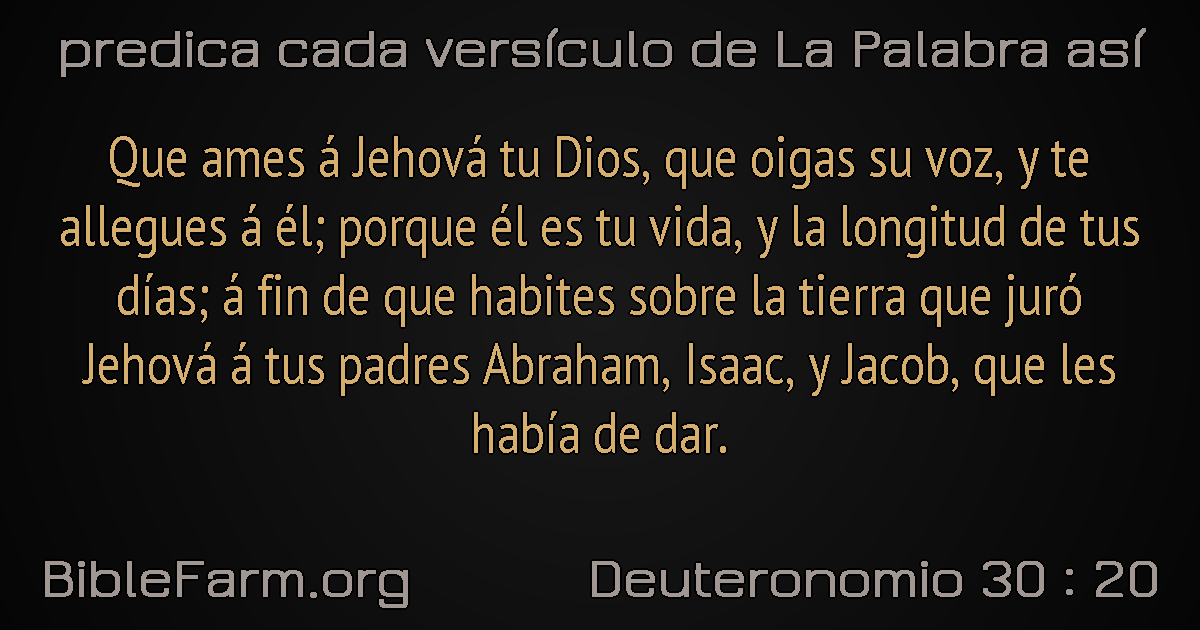 predica cada versículo de La Palabra así
Que ames á Jehová tu Dios, que oigas su voz, y te
allegues á él; porque él es tu vida, y la longitud de tus
días; á fin de que habites sobre la tierra que juró
Jehová á tus padres Abraham, Isaac, y Jacob, que les
había de dar.
BibleFarm.org
Deuteronomio 30 : 20